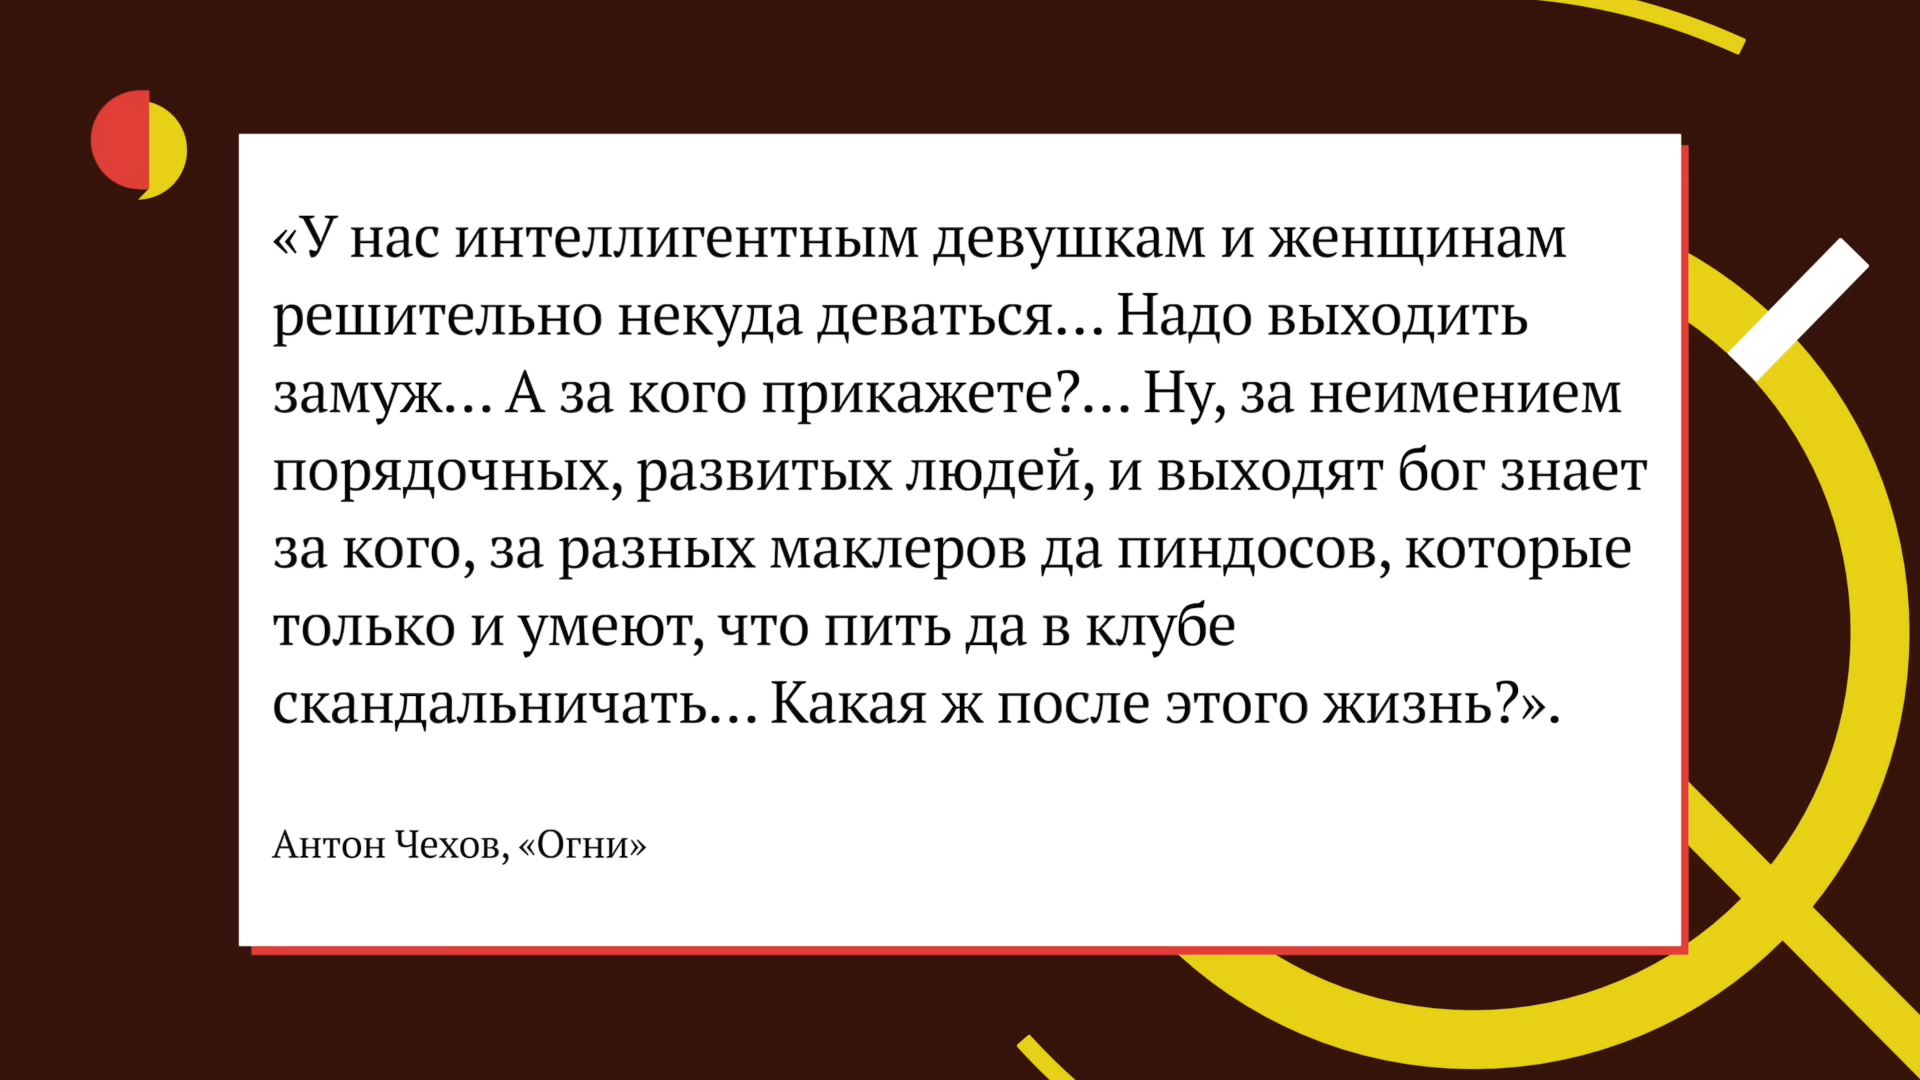 «У нас интеллигентным девушкам и женщинам
решительно некуда деваться… Надо выходить
замуж… А за кого прикажете?… Ну, за неимением
порядочных, развитых людей, и выходят бог знает
за кого, за разных маклеров да пиндосов, которые
только и умеют, что пить да в клубе
скандальничать… Какая ж после этого жизнь?».
Антон Чехов, «Огни»